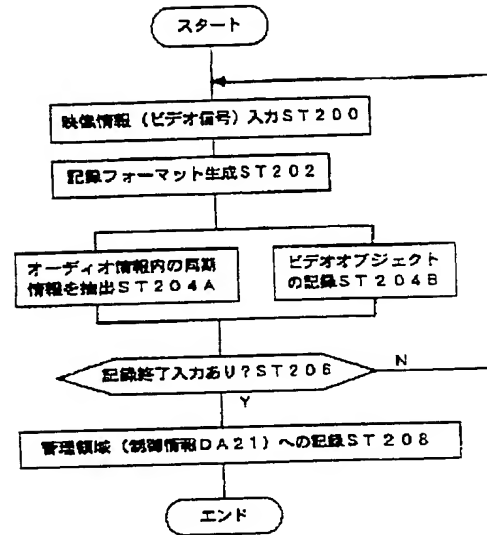 スタート
映像情報(ビデオ信号)入力ST200
記録フォーマット生成ST202
オーディオ情報内の同期
情報を抽出ST204A
ビデオオブジェクト
の記録ST204B
記録終了入力あり?ST206
N
Y
管理領域(制御情報DA21)への記録ST208
エンド